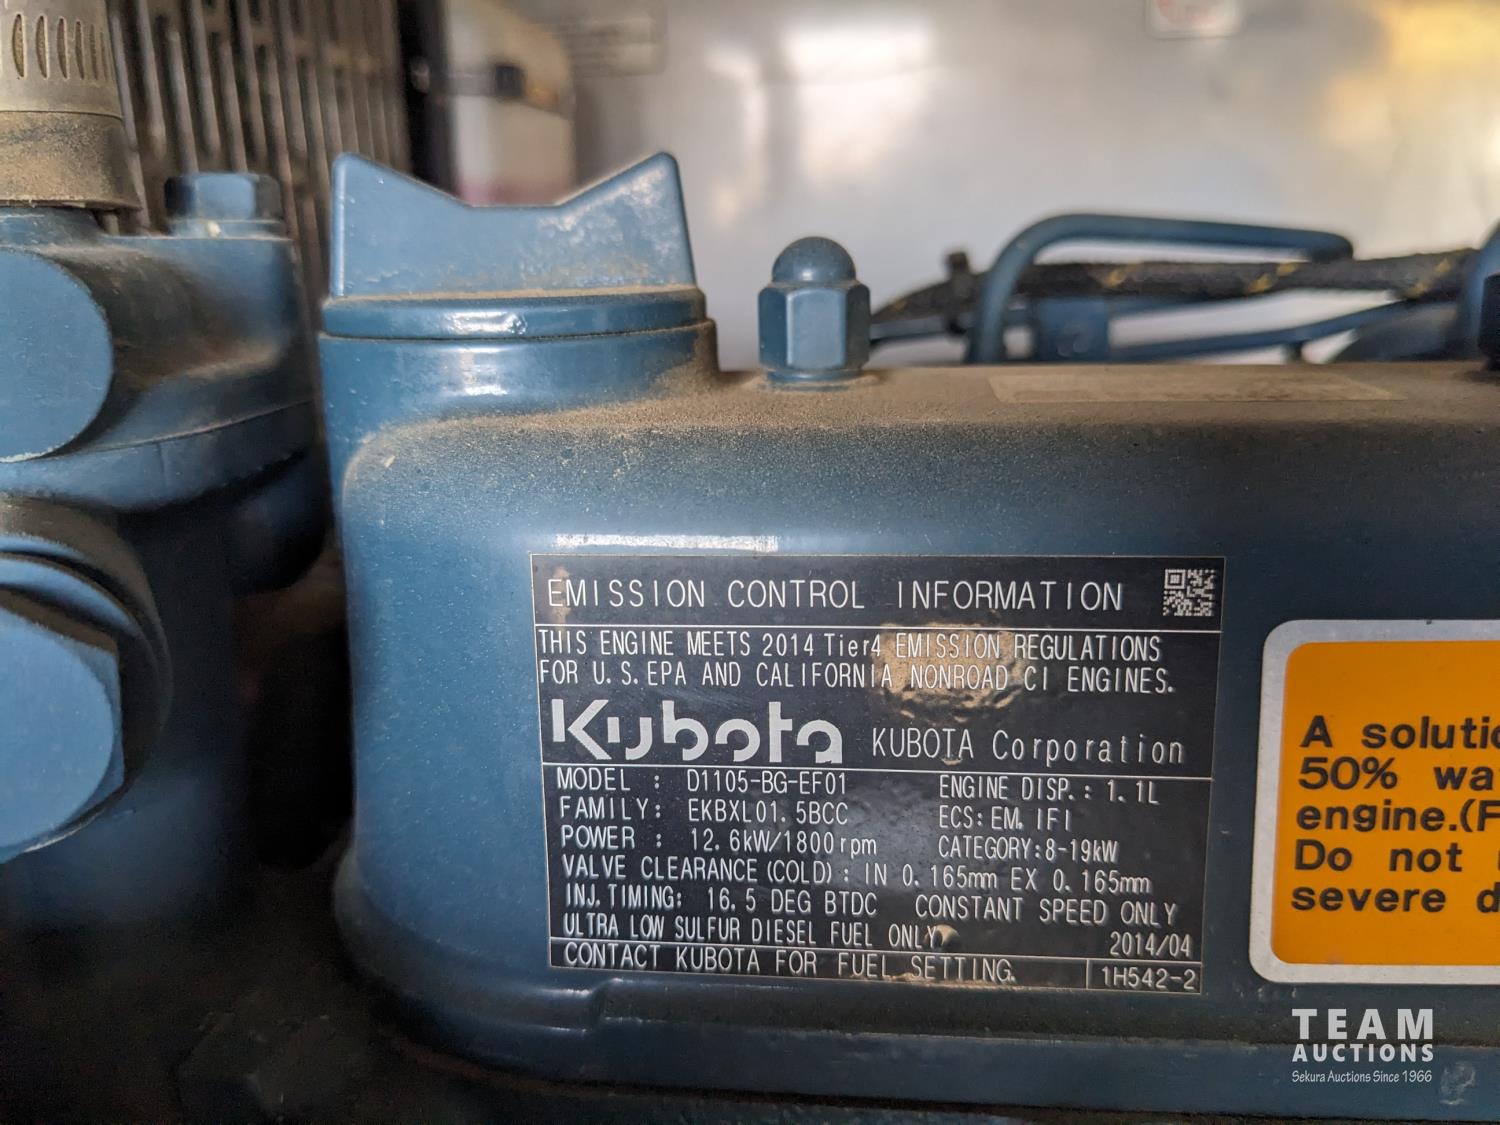 EMISSION CONTROL INFORMATION
THIS ENGINE MEETS 2014 Tier4 EMISSION REGULATIONS
FOR U.S.EPA AND CALIFORNIA NONROAD CI ENGINES.
Kubota KUBOTA Corporation
MODEL : D1105-BG-EF01 ENGINE DISP.: 1.1L
FAMILY: EKBXL01.5BCC ECS: EM, IFI
POWER : 12.6kW/1800rpm CATEGORY:8-19kW
VALVE CLEARANCE (COLD): IN 0.165mm EX 0.165mm
INJ.TIMING: 16.5 DEG BTDC CONSTANT SPEED ONLY
ULTRA LOW SULFUR DIESEL FUEL ONLY 2014/04
CONTACT KUBOTA FOR FUEL SETTING. 1H542-2
A solutio
50% wa
engine.(F
Do not
severe d
TEAM
AUCTIONS
Sekura Auctions Since 1966